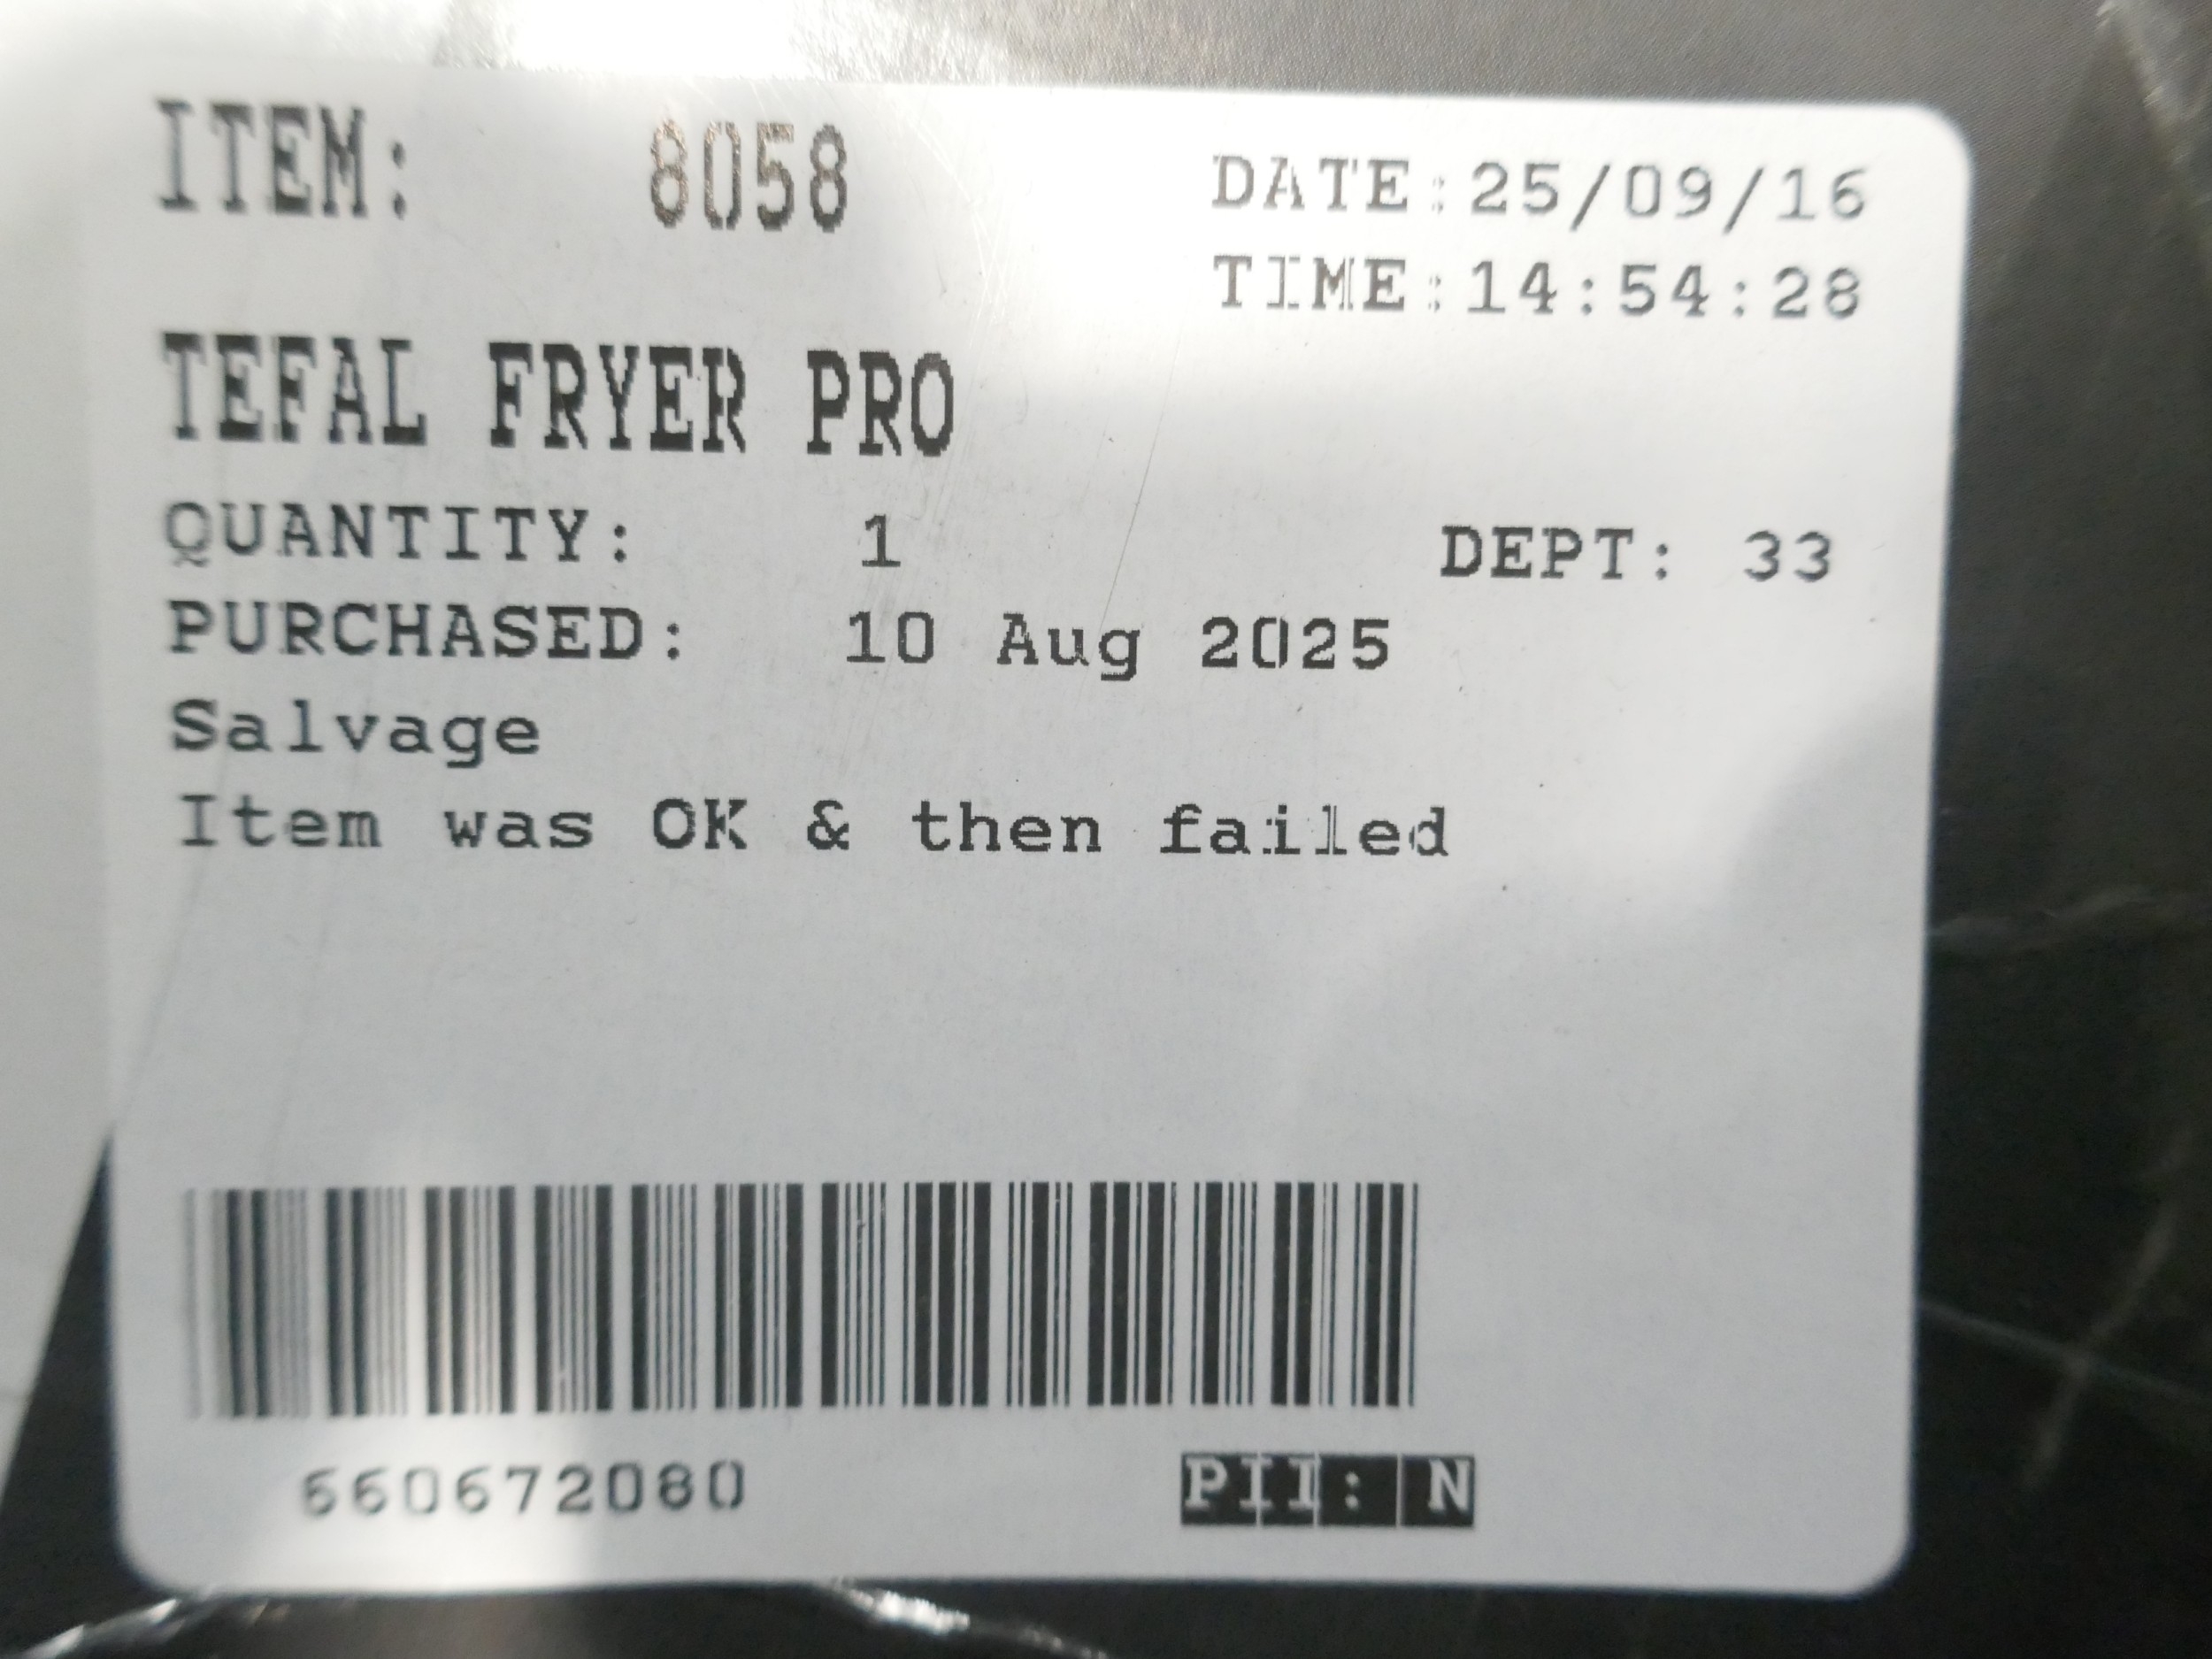 ITEM: 8058 DATE:25/09/16
TIME:14:54:28
TEFAL FRYER PRO
QUANTITY: 1 DEPT: 33
PURCHASED: 10 Aug 2025
Salvage
Item was OK & then failed
660672080 PII: N